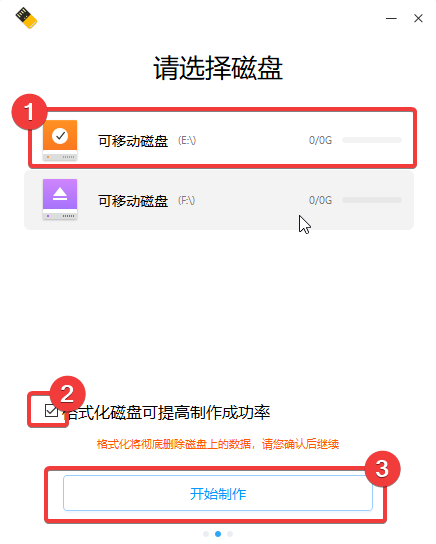 请选择磁盘
1
可移动磁盘 (E:\) 0/0G
可移动磁盘 (F:\) 0/0G
2
格式化磁盘可提高制作成功率
格式化将彻底删除磁盘上的数据，请您确认后继续
3
开始制作